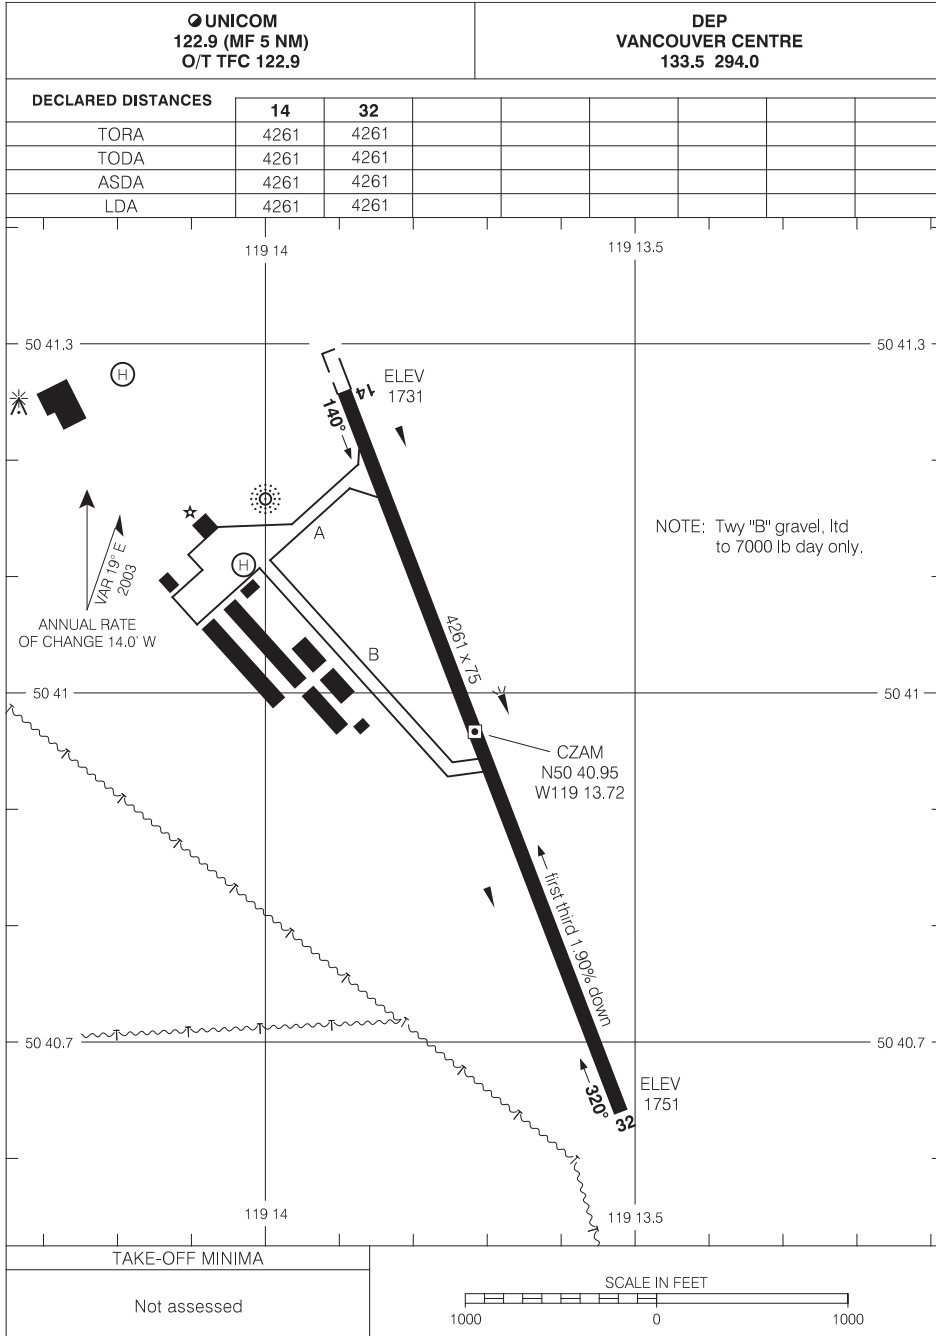 UNICOM
122.9 (MF 5 NM)
O/T TFC 122.9
DEP
VANCOUVER CENTRE
133.5 294.0
DECLARED DISTANCES
14 32
TORA 4261 4261
TODA 4261 4261
ASDA 4261 4261
LDA 4261 4261
119 14
119 13.5
50 41.3
50 41.3
H
14
ELEV
1731
140°
NOTE: Twy "B" gravel, ltd
to 7000 lb day only.
A
H
VAR 19° E
2003
ANNUAL RATE
OF CHANGE 14.0' W
B
4261 x 75
50 41
50 41
CZAM
N50 40.95
W119 13.72
first third 1.90% down
50 40.7
50 40.7
320°
32
ELEV
1751
119 14
119 13.5
TAKE-OFF MINIMA
Not assessed
SCALE IN FEET
1000 0 1000